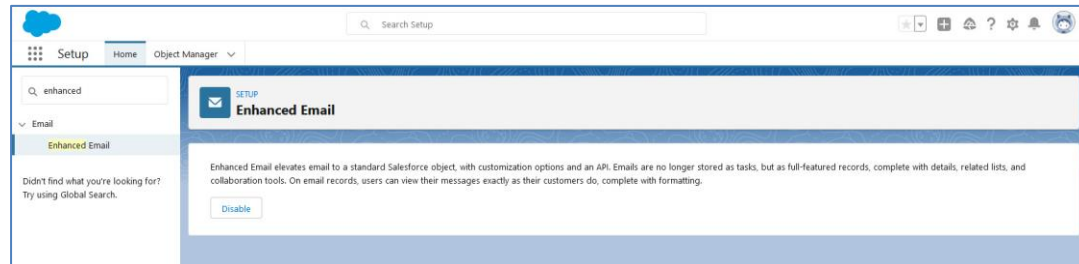 Search Setup
Setup
Home
Object Manager
enhanced
Email
Enhanced Email
Didn't find what you're looking for?
Try using Global Search.
SETUP
Enhanced Email
Enhanced Email elevates email to a standard Salesforce object, with customization options and an API. Emails are no longer stored as tasks, but as full-featured records, complete with details, related lists, and
collaboration tools. On email records, users can view their messages exactly as their customers do, complete with formatting.
Disable